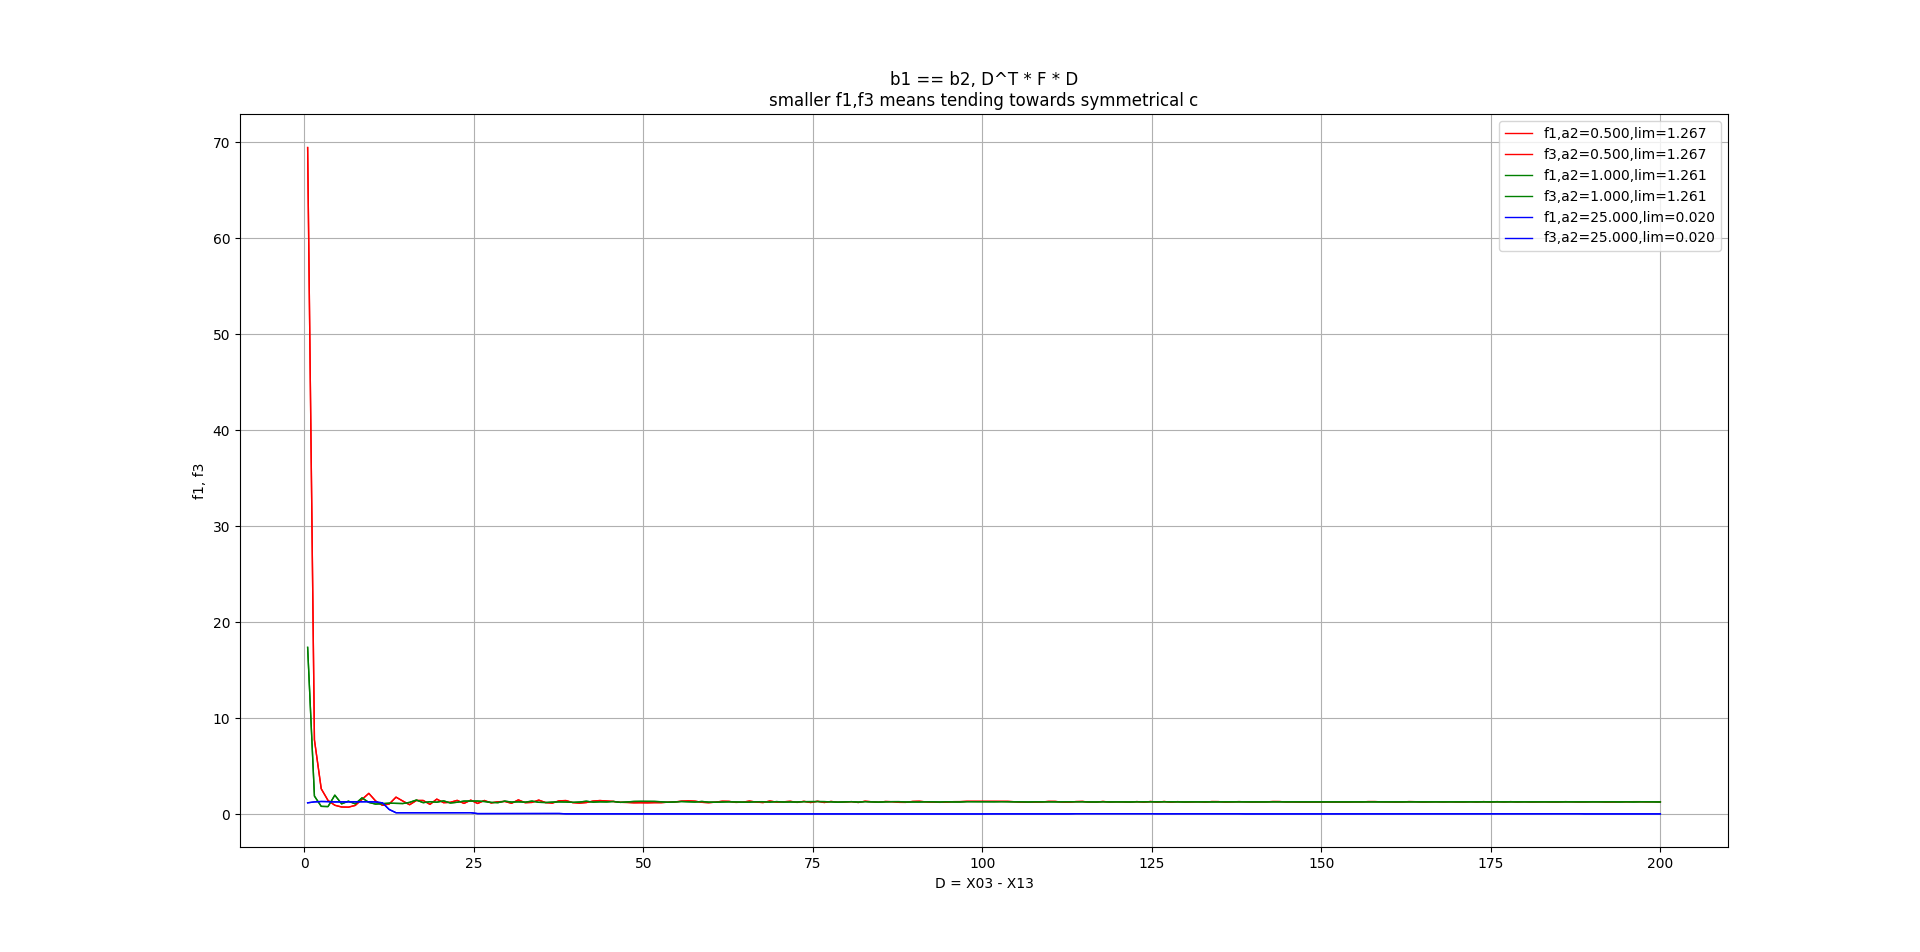 b1 == b2, D^T * F * D
smaller f1,f3 means tending towards symmetrical c
f1,a2=0.500,lim=1.267
f3,a2=0.500,lim=1.267
f1,a2=1.000,lim=1.261
f3,a2=1.000,lim=1.261
f1,a2=25.000,lim=0.020
f3,a2=25.000,lim=0.020
70
60
50
40
30
20
10
0
f1, f3
0 25 50 75 100 125 150 175 200
D = X03 - X13